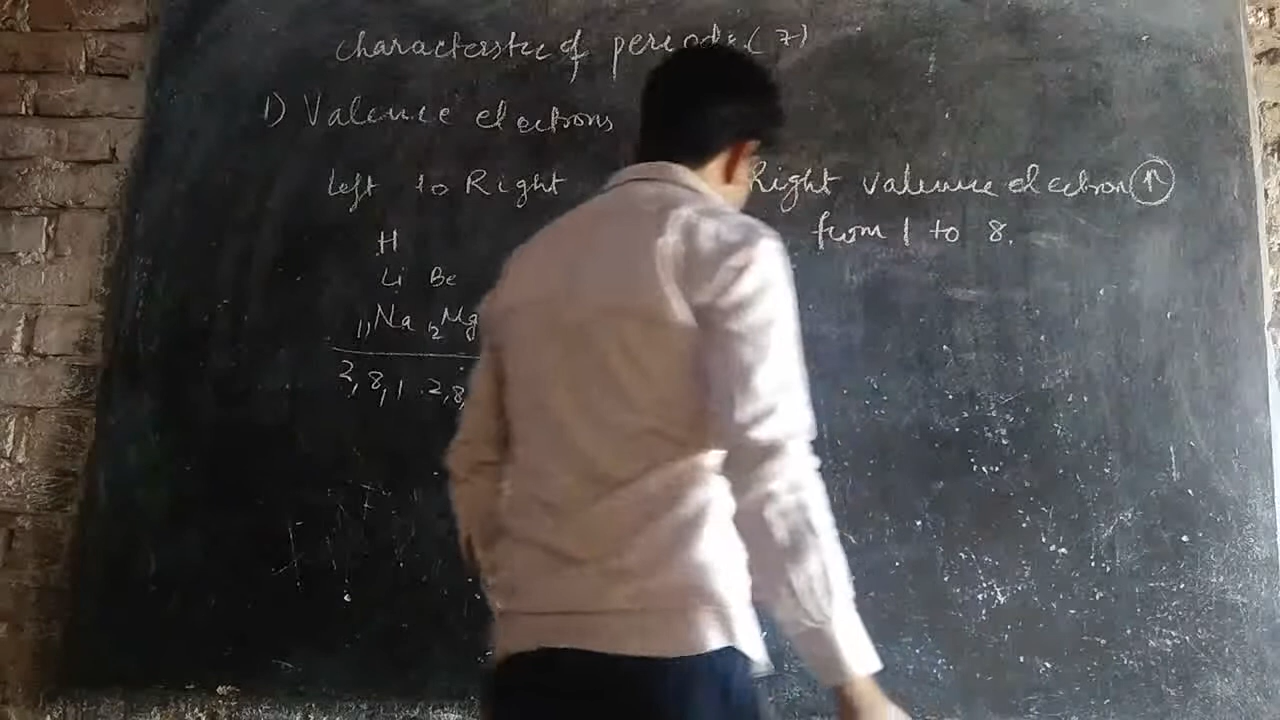 characterstic of periods (7)
1) Valence electrons
Left to Right Right valence electron ↑
from 1 to 8.
H
Li Be
11Na 12Mg
2,8,1 2,8,